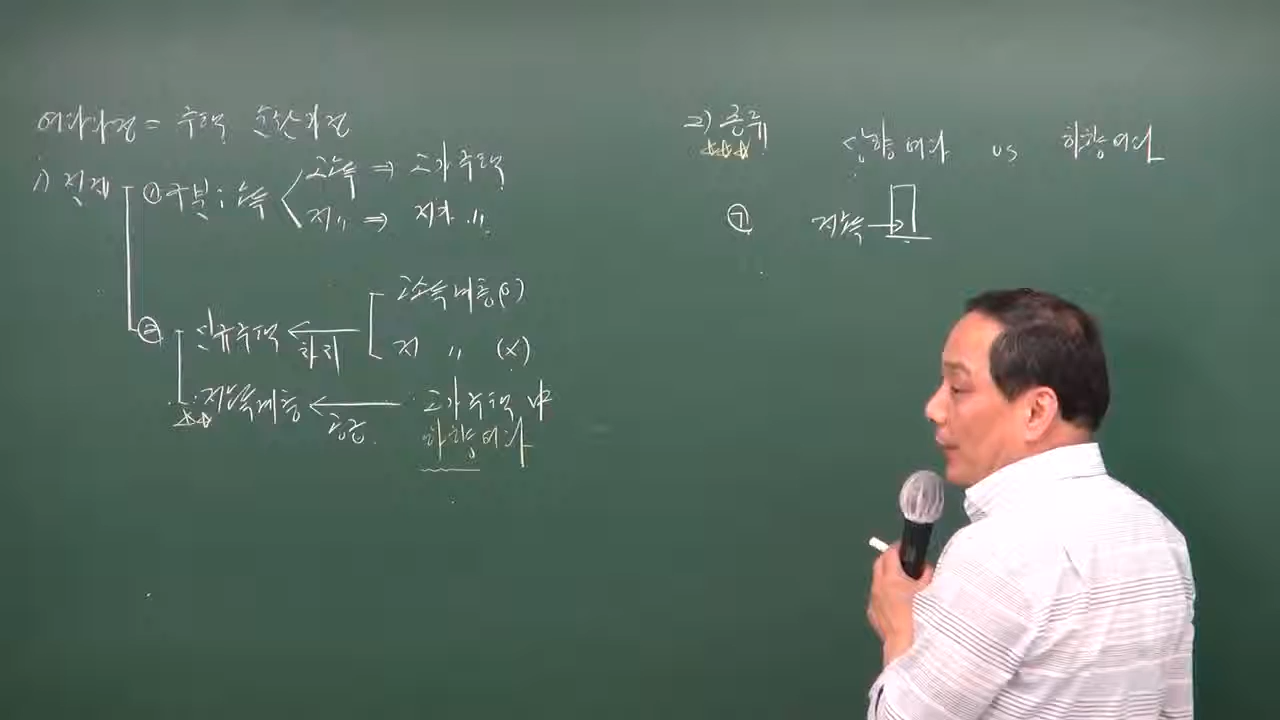 여과과정 = 주택 순환과정
1) 전제 ① 구분 : 소득 고소득 ⇒ 고가주택
저 〃 ⇒ 저가 〃
② 신규주택 ← 차지 고소득계층(O)
저 〃 (X)
저소득계층 ← 공급 고가주택 中
☆☆ 하향여과
2) 종류 상향여과 vs 하향여과
☆☆☆
㉠ 저소득 →